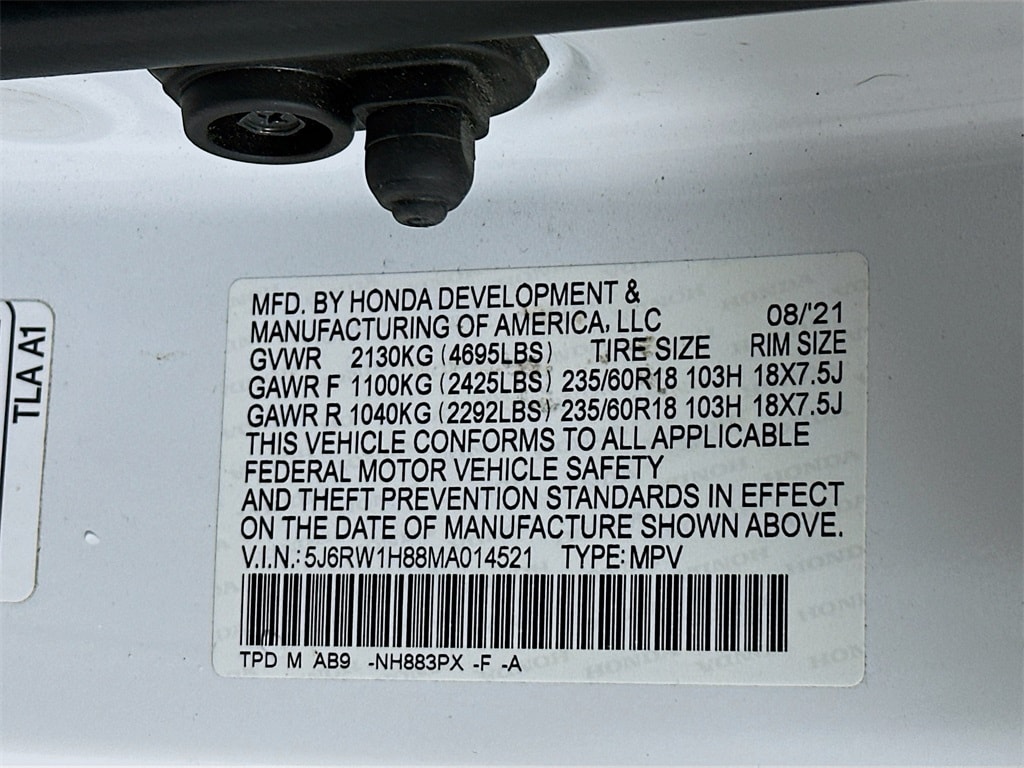 MFD. BY HONDA DEVELOPMENT &
MANUFACTURING OF AMERICA, LLC 08/'21
GVWR 2130KG (4695LBS) TIRE SIZE RIM SIZE
GAWR F 1100KG (2425LBS) 235/60R18 103H 18X7.5J
GAWR R 1040KG (2292LBS) 235/60R18 103H 18X7.5J
THIS VEHICLE CONFORMS TO ALL APPLICABLE
FEDERAL MOTOR VEHICLE SAFETY
AND THEFT PREVENTION STANDARDS IN EFFECT
ON THE DATE OF MANUFACTURE SHOWN ABOVE.
V.I.N.: 5J6RW1H88MA014521 TYPE: MPV
TPD M AB9 -NH883PX -F -A
TLA A1